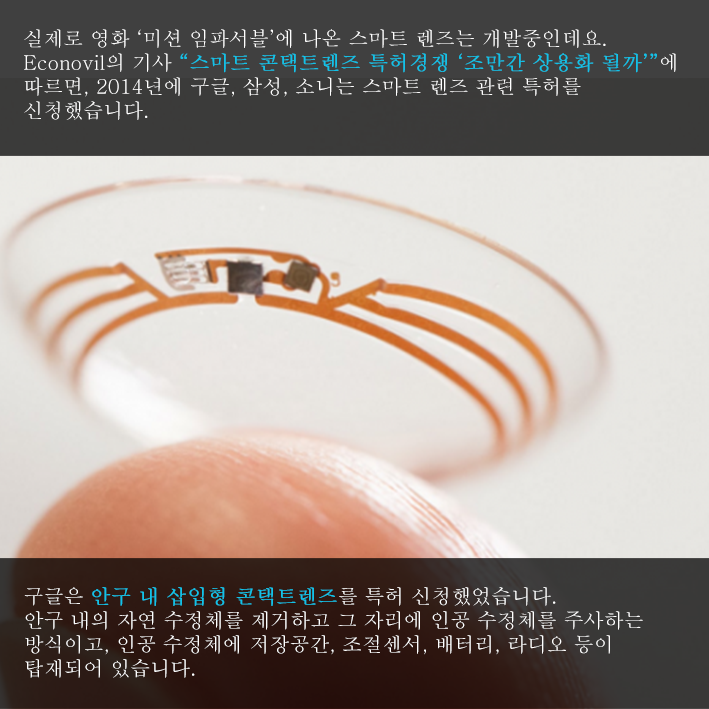 실제로 영화 ‘미션 임파서블’에 나온 스마트 렌즈는 개발중인데요.
Econovil의 기사 “스마트 콘택트렌즈 특허경쟁 ‘조만간 상용화 될까’”에
따르면, 2014년에 구글, 삼성, 소니는 스마트 렌즈 관련 특허를
신청했습니다.
구글은 안구 내 삽입형 콘택트렌즈를 특허 신청했었습니다.
안구 내의 자연 수정체를 제거하고 그 자리에 인공 수정체를 주사하는
방식이고, 인공 수정체에 저장공간, 조절센서, 배터리, 라디오 등이
탑재되어 있습니다.